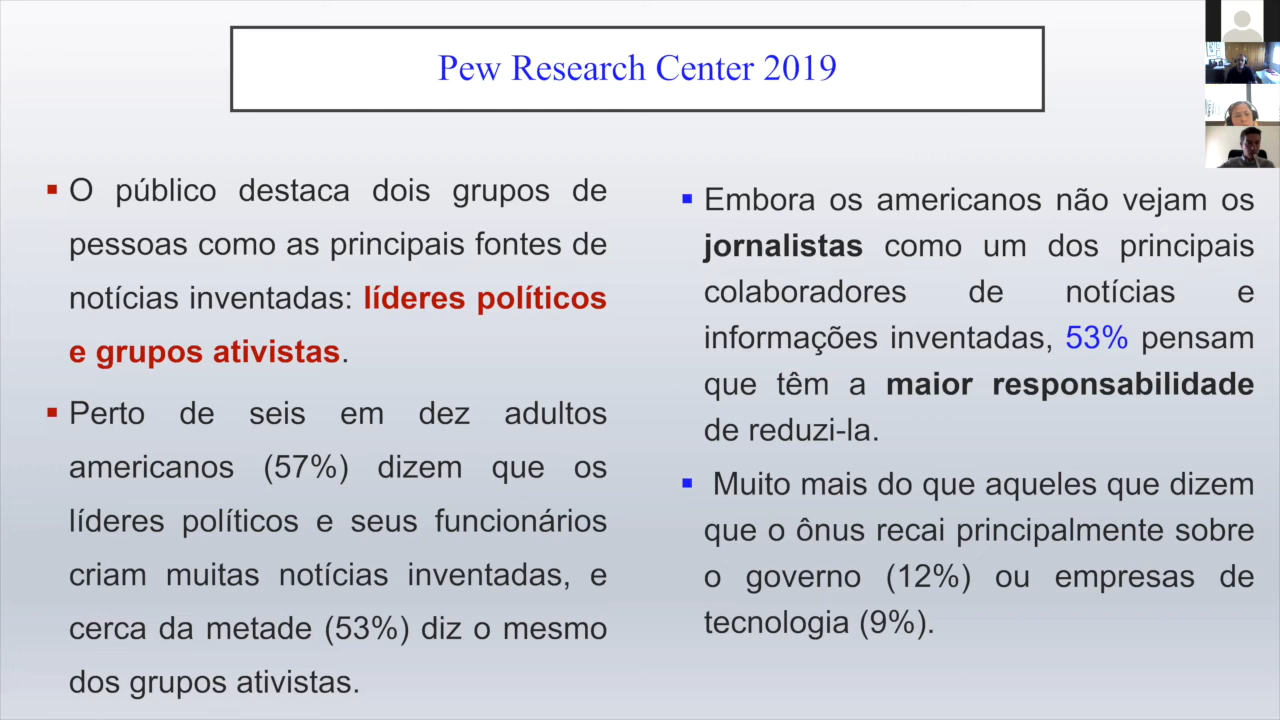 Pew Research Center 2019
▪ O público destaca dois grupos de
pessoas como as principais fontes de
notícias inventadas: líderes políticos
e grupos ativistas.
▪ Perto de seis em dez adultos
americanos (57%) dizem que os
líderes políticos e seus funcionários
criam muitas notícias inventadas, e
cerca da metade (53%) diz o mesmo
dos grupos ativistas.
▪ Embora os americanos não vejam os
jornalistas como um dos principais
colaboradores de notícias e
informações inventadas, 53% pensam
que têm a maior responsabilidade
de reduzi-la.
▪ Muito mais do que aqueles que dizem
que o ônus recai principalmente sobre
o governo (12%) ou empresas de
tecnologia (9%).